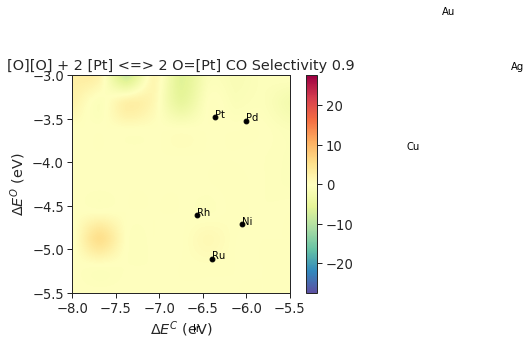 Au
[O][O] + 2 [Pt] <=> 2 O=[Pt] CO Selectivity 0.9
Ag
−3.0
−3.5
−4.0
−4.5
−5.0
−5.5
ΔE^O (eV)
Pt
Pd
Cu
Rh
Ni
Ru
20
10
0
−10
−20
−8.0 −7.5 −7.0 −6.5 −6.0 −5.5
ΔE^C (eV)
Ir